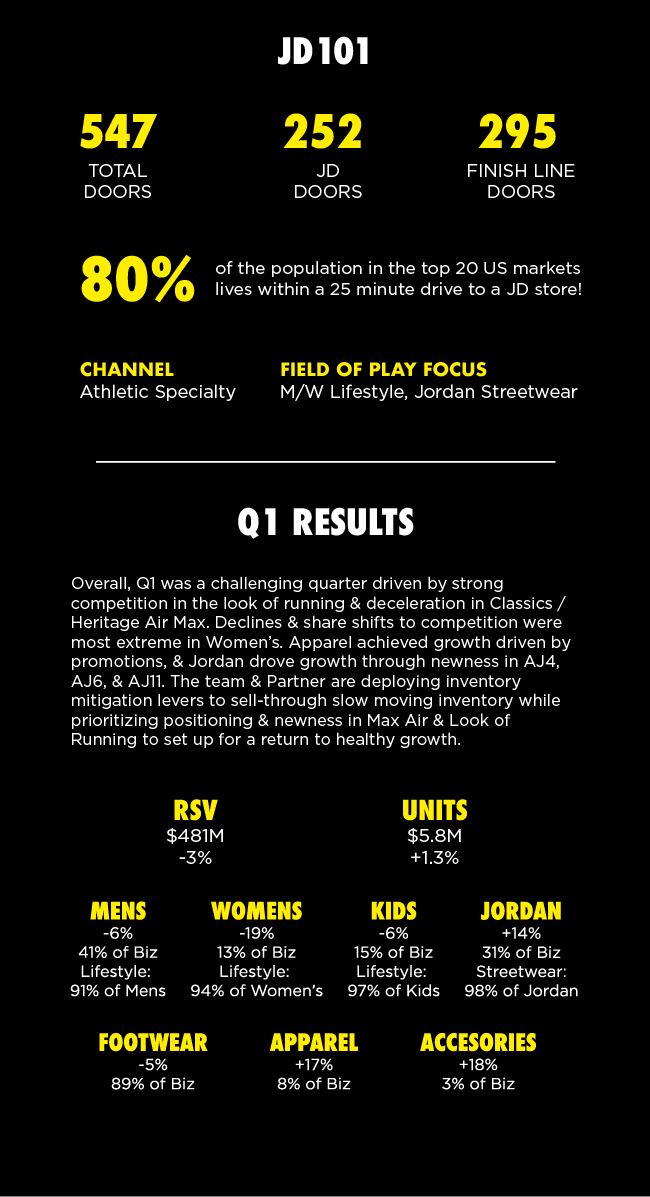 JD101
547
TOTAL
DOORS
252
JD
DOORS
295
FINISH LINE
DOORS
80%
of the population in the top 20 US markets
lives within a 25 minute drive to a JD store!
CHANNEL
Athletic Specialty
FIELD OF PLAY FOCUS
M/W Lifestyle, Jordan Streetwear
Q1 RESULTS
Overall, Q1 was a challenging quarter driven by strong
competition in the look of running & deceleration in Classics /
Heritage Air Max. Declines & share shifts to competition were
most extreme in Women’s. Apparel achieved growth driven by
promotions, & Jordan drove growth through newness in AJ4,
AJ6, & AJ11. The team & Partner are deploying inventory
mitigation levers to sell-through slow moving inventory while
prioritizing positioning & newness in Max Air & Look of
Running to set up for a return to healthy growth.
RSV
$481M
-3%
UNITS
$5.8M
+1.3%
MENS
-6%
41% of Biz
Lifestyle:
91% of Mens
WOMENS
-19%
13% of Biz
Lifestyle:
94% of Women’s
KIDS
-6%
15% of Biz
Lifestyle:
97% of Kids
JORDAN
+14%
31% of Biz
Streetwear:
98% of Jordan
FOOTWEAR
-5%
89% of Biz
APPAREL
+17%
8% of Biz
ACCESORIES
+18%
3% of Biz